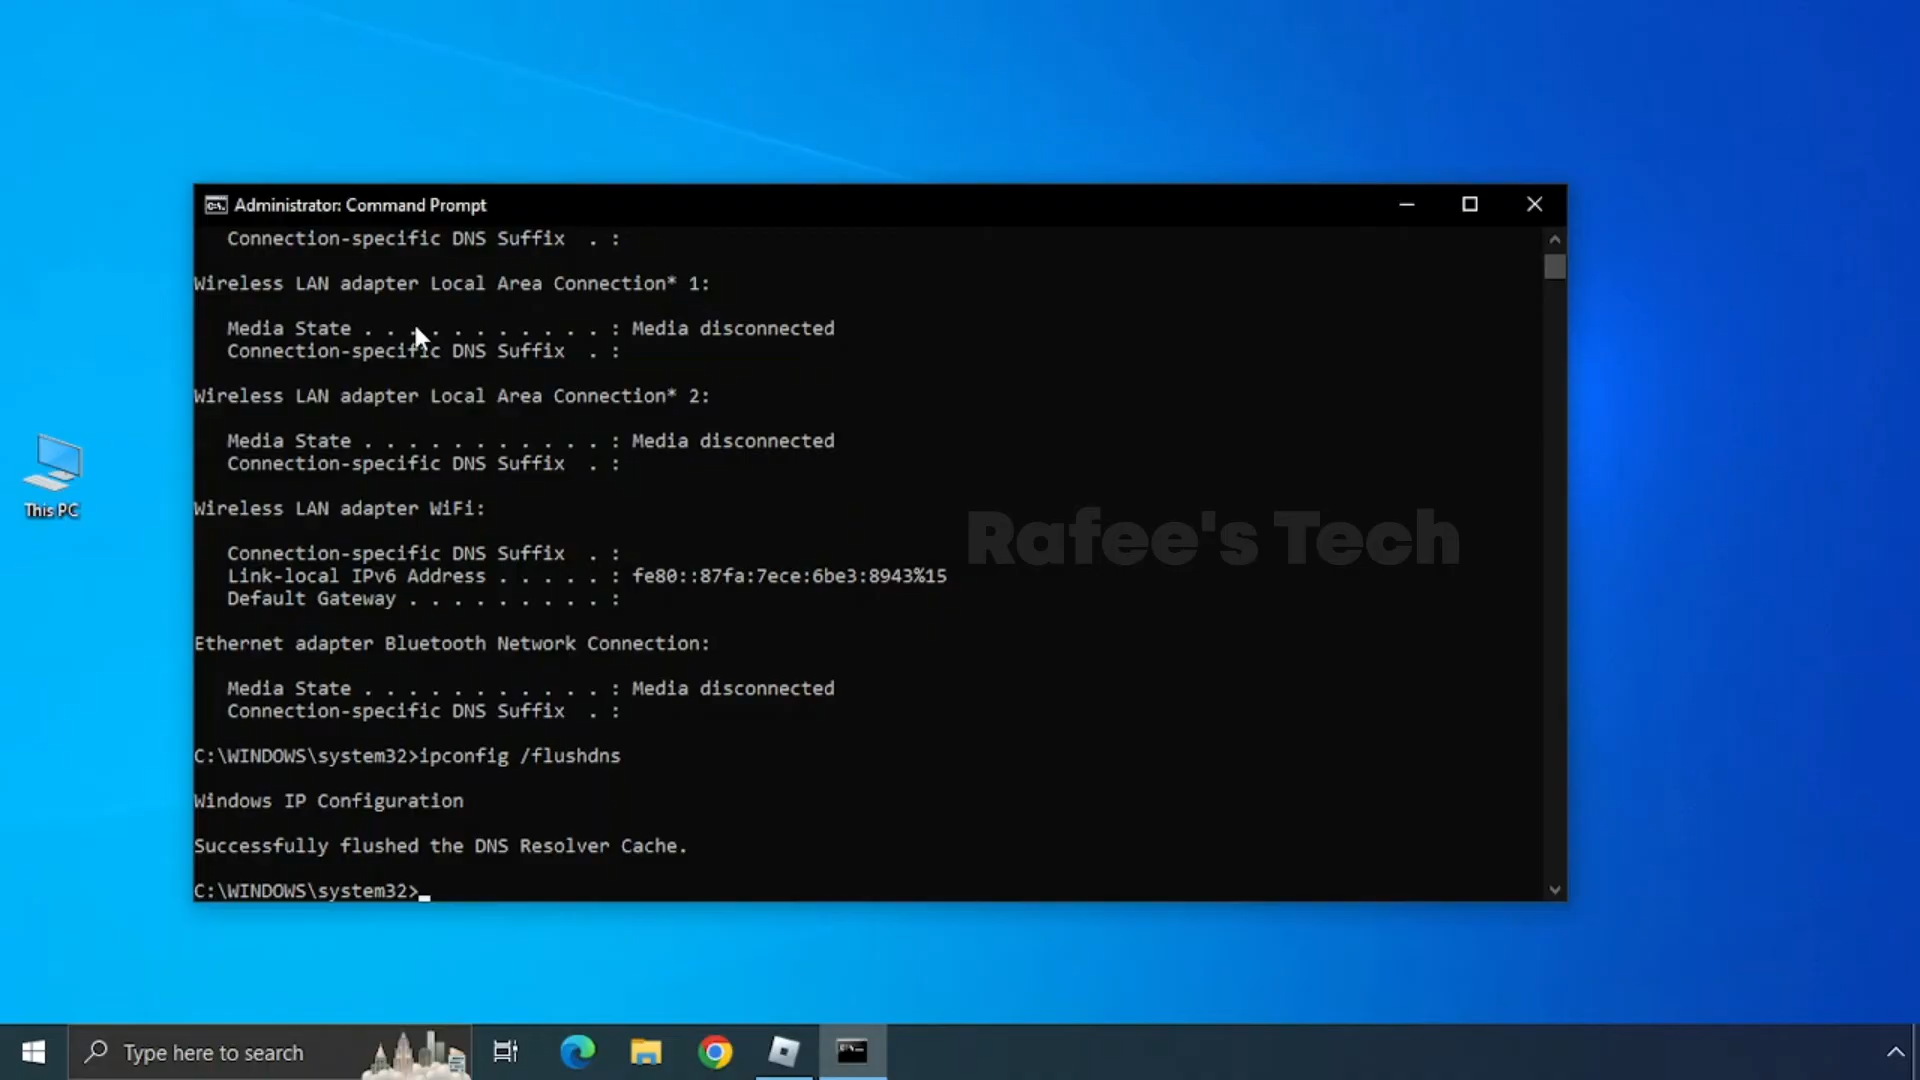 Administrator: Command Prompt
Connection-specific DNS Suffix  . :
Wireless LAN adapter Local Area Connection* 1:
Media State . . . . . . . . . . . : Media disconnected
Connection-specific DNS Suffix  . :
Wireless LAN adapter Local Area Connection* 2:
Media State . . . . . . . . . . . : Media disconnected
Connection-specific DNS Suffix  . :
Wireless LAN adapter WiFi:
Connection-specific DNS Suffix  . :
Link-local IPv6 Address . . . . . : fe80::87fa:7ece:6be3:8943%15
Default Gateway . . . . . . . . . :
Ethernet adapter Bluetooth Network Connection:
Media State . . . . . . . . . . . : Media disconnected
Connection-specific DNS Suffix  . :
C:\WINDOWS\system32>ipconfig /flushdns
Windows IP Configuration
Successfully flushed the DNS Resolver Cache.
C:\WINDOWS\system32>
Rafee's Tech
This PC
Type here to search